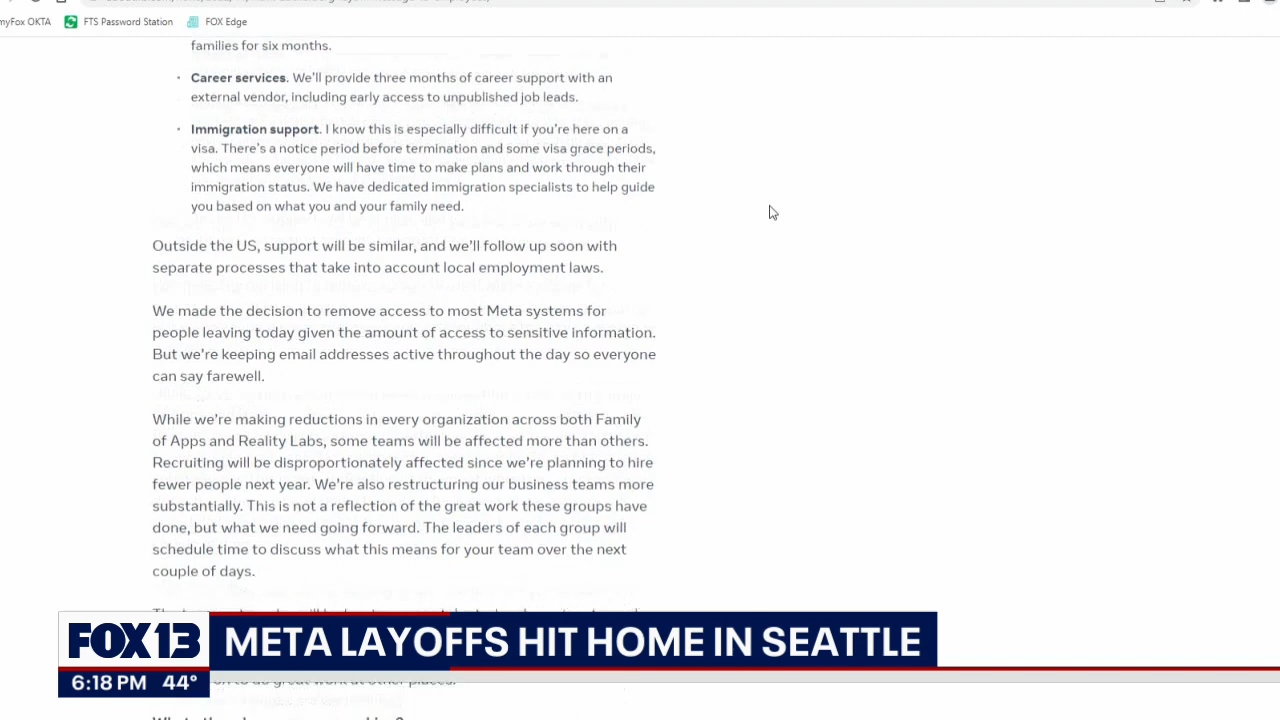 myFox OKTA FTS Password Station FOX Edge
families for six months.
· Career services. We'll provide three months of career support with an
external vendor, including early access to unpublished job leads.
· Immigration support. I know this is especially difficult if you're here on a
visa. There's a notice period before termination and some visa grace periods,
which means everyone will have time to make plans and work through their
immigration status. We have dedicated immigration specialists to help guide
you based on what you and your family need.
Outside the US, support will be similar, and we'll follow up soon with
separate processes that take into account local employment laws.
We made the decision to remove access to most Meta systems for
people leaving today given the amount of access to sensitive information.
But we're keeping email addresses active throughout the day so everyone
can say farewell.
While we're making reductions in every organization across both Family
of Apps and Reality Labs, some teams will be affected more than others.
Recruiting will be disproportionately affected since we're planning to hire
fewer people next year. We're also restructuring our business teams more
substantially. This is not a reflection of the great work these groups have
done, but what we need going forward. The leaders of each group will
schedule time to discuss what this means for your team over the next
couple of days.
FOX 13 META LAYOFFS HIT HOME IN SEATTLE
6:18 PM 44°
to do great work at other places.